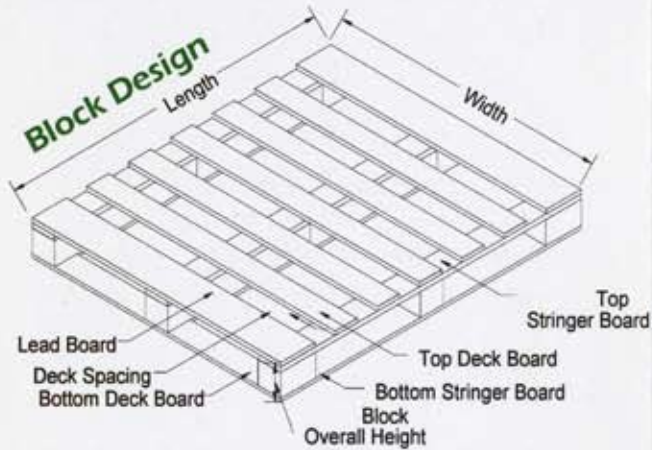 Block Design
Length
Width
Top
Stringer Board
Lead Board
Top Deck Board
Deck Spacing
Bottom Deck Board
Bottom Stringer Board
Block
Overall Height